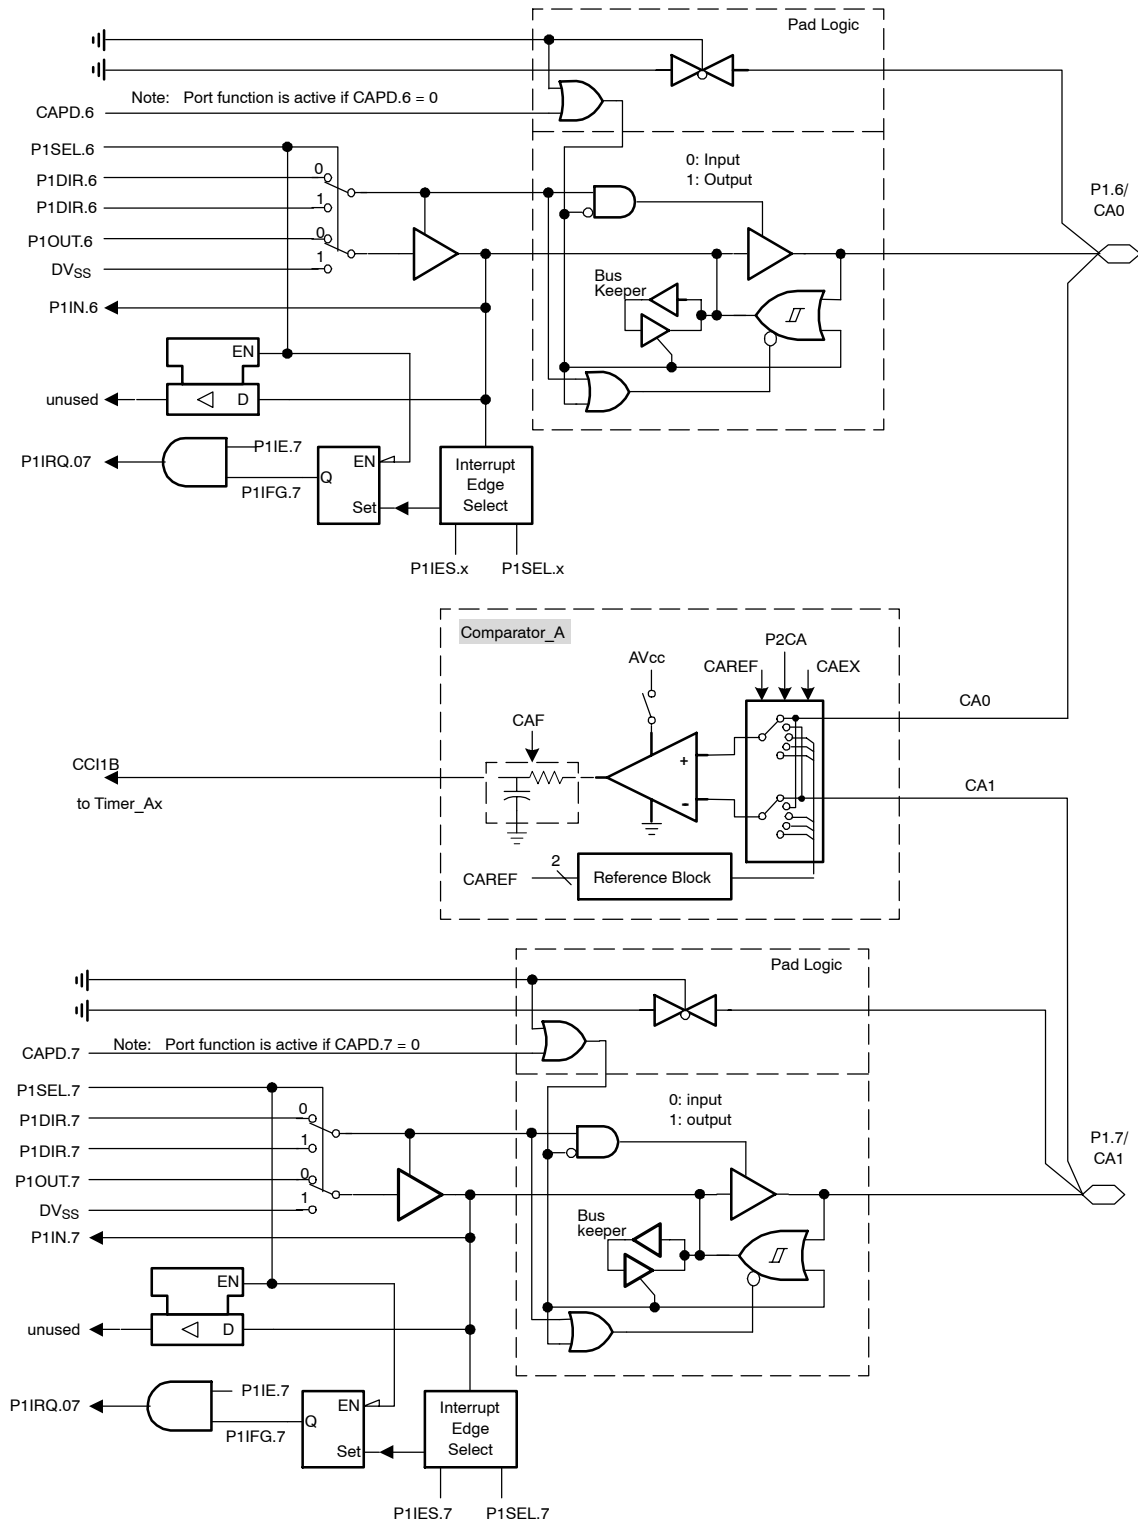 Pad Logic
Note: Port function is active if CAPD.6 = 0
CAPD.6
P1SEL.6
0: Input
1: Output
0
P1DIR.6
1
P1DIR.6
P1.6/
CA0
0
P1OUT.6
1
DVSS
Bus
Keeper
P1IN.6
EN
unused
D
P1IE.7
P1IRQ.07
EN
Q
P1IFG.7
Set
Interrupt
Edge
Select
P1IES.x
P1SEL.x
Comparator_A
P2CA
AVcc
CAREF
CAEX
CA0
CAF
+
CCI1B
to Timer_Ax
CA1
-
2
CAREF
Reference Block
Pad Logic
Note: Port function is active if CAPD.7 = 0
CAPD.7
P1SEL.7
0: input
1: output
0
P1DIR.7
1
P1DIR.7
P1.7/
CA1
0
P1OUT.7
1
DVSS
Bus
keeper
P1IN.7
EN
unused
D
P1IE.7
P1IRQ.07
EN
Q
P1IFG.7
Set
Interrupt
Edge
Select
P1IES.7
P1SEL.7